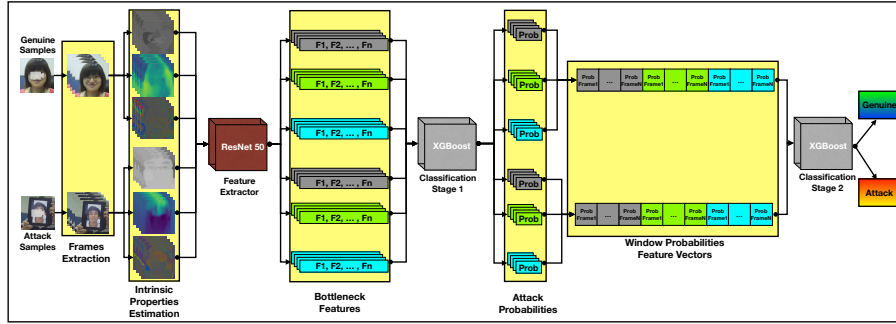 Genuine
Samples
Attack
Samples
Frames
Extraction
Intrinsic
Properties
Estimation
ResNet 50
Feature
Extractor
F1, F2, ... , Fn
F1, F2, ... , Fn
F1, F2, ... , Fn
F1, F2, ... , Fn
F1, F2, ... , Fn
F1, F2, ... , Fn
Bottleneck
Features
XGBoost
Classification
Stage 1
Prob
Prob
Prob
Prob
Prob
Prob
Attack
Probabilities
Prob ... Prob Prob ... Prob Prob ... Prob
Frame1 FrameN Frame1 FrameN Frame1 FrameN
Prob ... Prob Prob ... Prob Prob ... Prob
Frame1 FrameN Frame1 FrameN Frame1 FrameN
Window Probabilities
Feature Vectors
XGBoost
Classification
Stage 2
Genuine
Attack